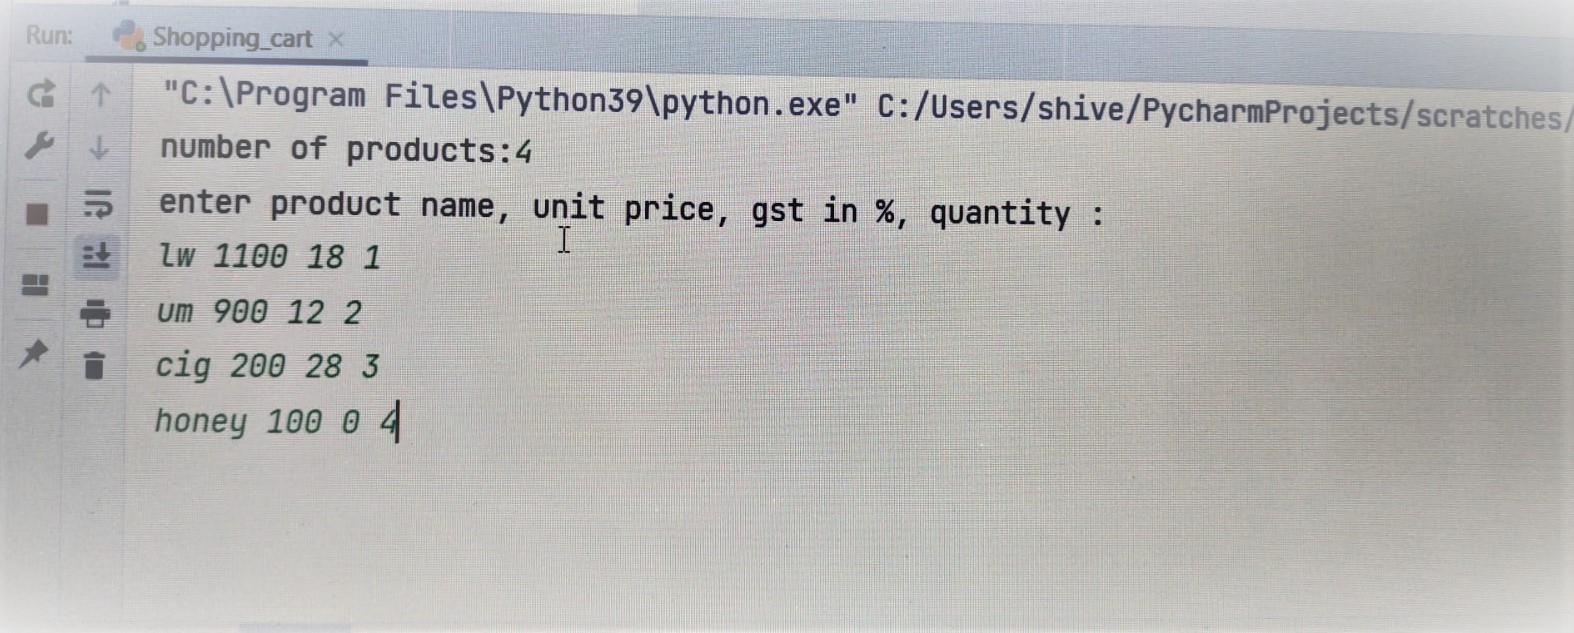 Run: Shopping_cart ×
"C:\Program Files\Python39\python.exe" C:/Users/shive/PycharmProjects/scratches/
number of products:4
enter product name, unit price, gst in %, quantity :
lw 1100 18 1
um 900 12 2
cig 200 28 3
honey 100 0 4